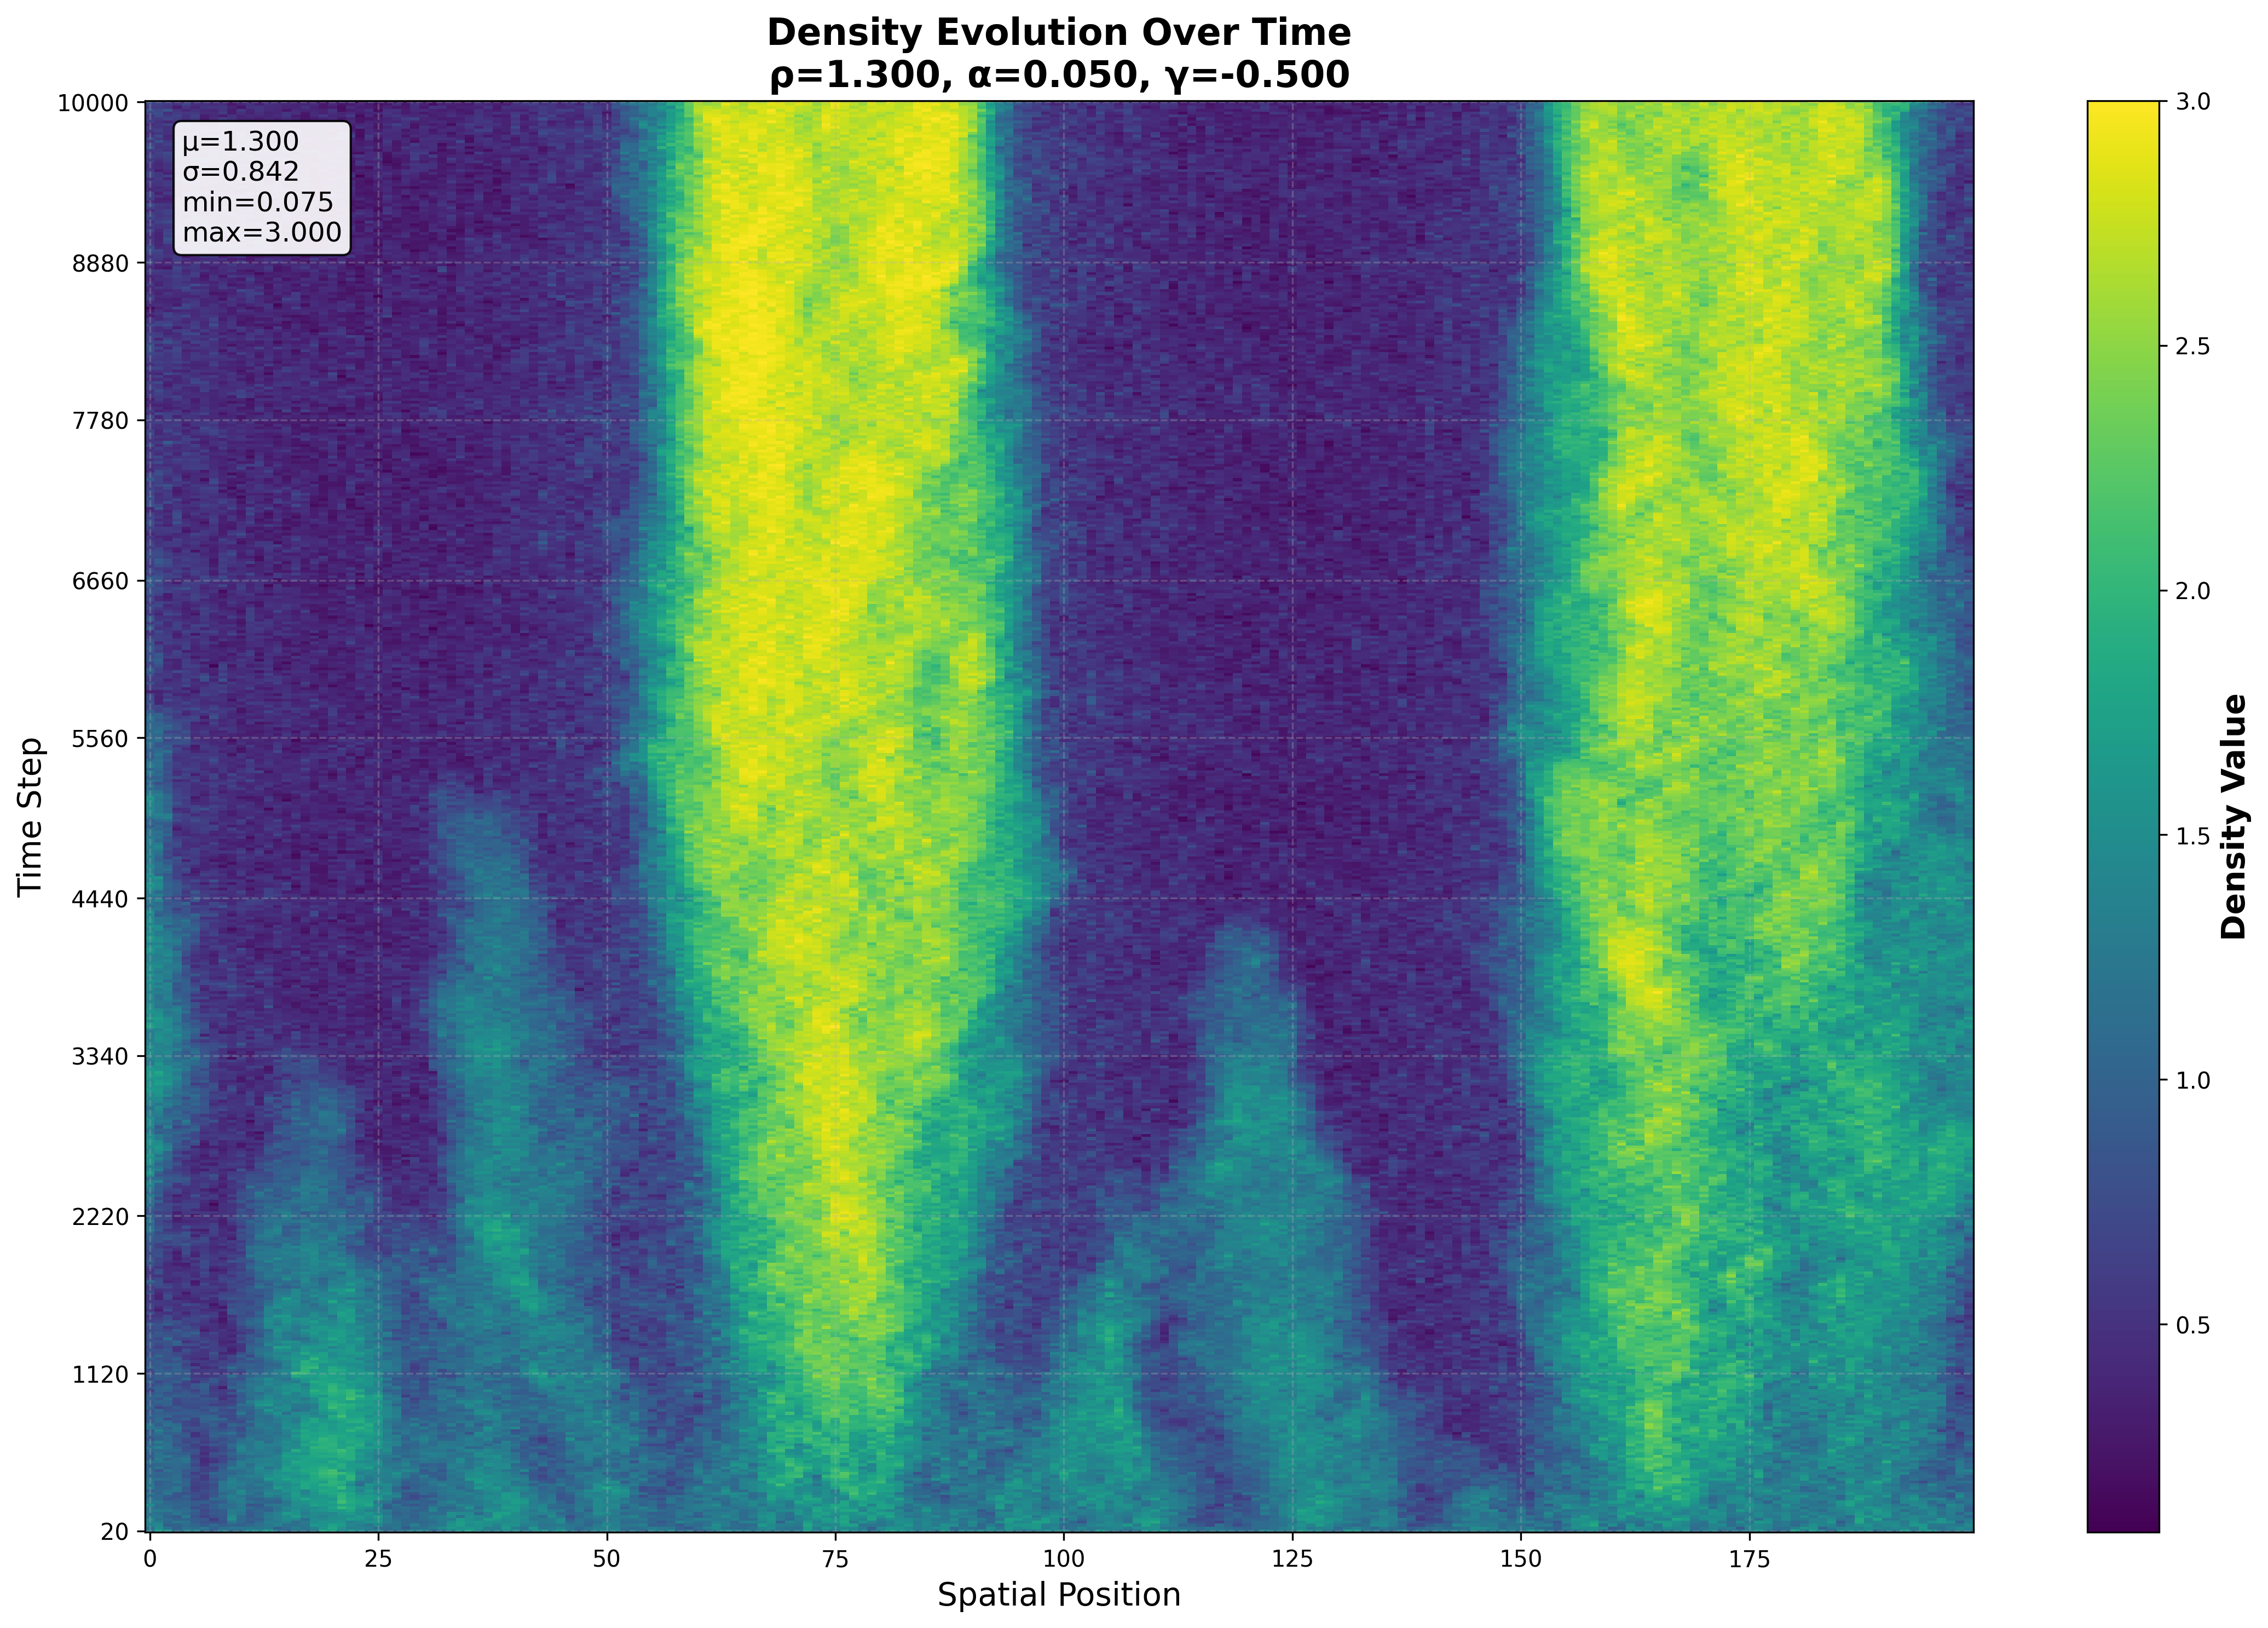 Density Evolution Over Time
ρ=1.300, α=0.050, γ=-0.500
μ=1.300
σ=0.842
min=0.075
max=3.000
Time Step
10000
8880
7780
6660
5560
4440
3340
2220
1120
20
0 25 50 75 100 125 150 175
Spatial Position
3.0
2.5
2.0
1.5
1.0
0.5
Density Value